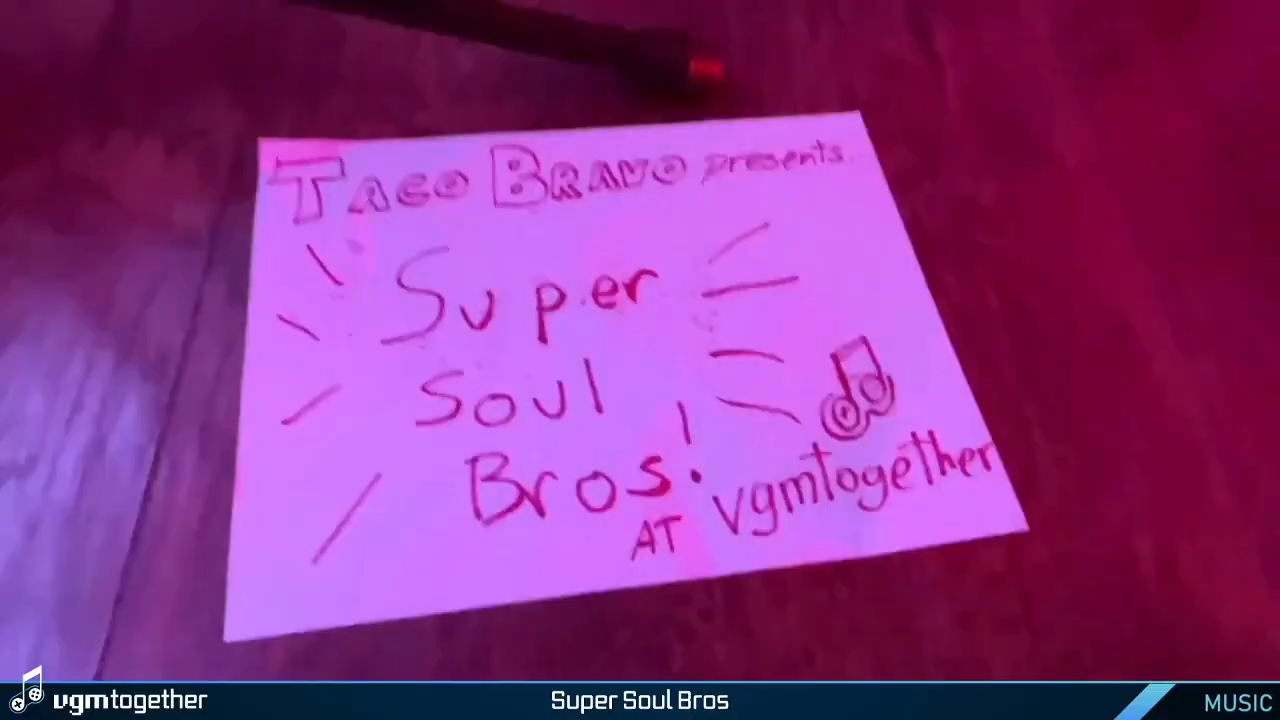 Taco Bravo presents
Super
Soul
Bros!
AT vgmtogether
vgmtogether
Super Soul Bros
MUSIC